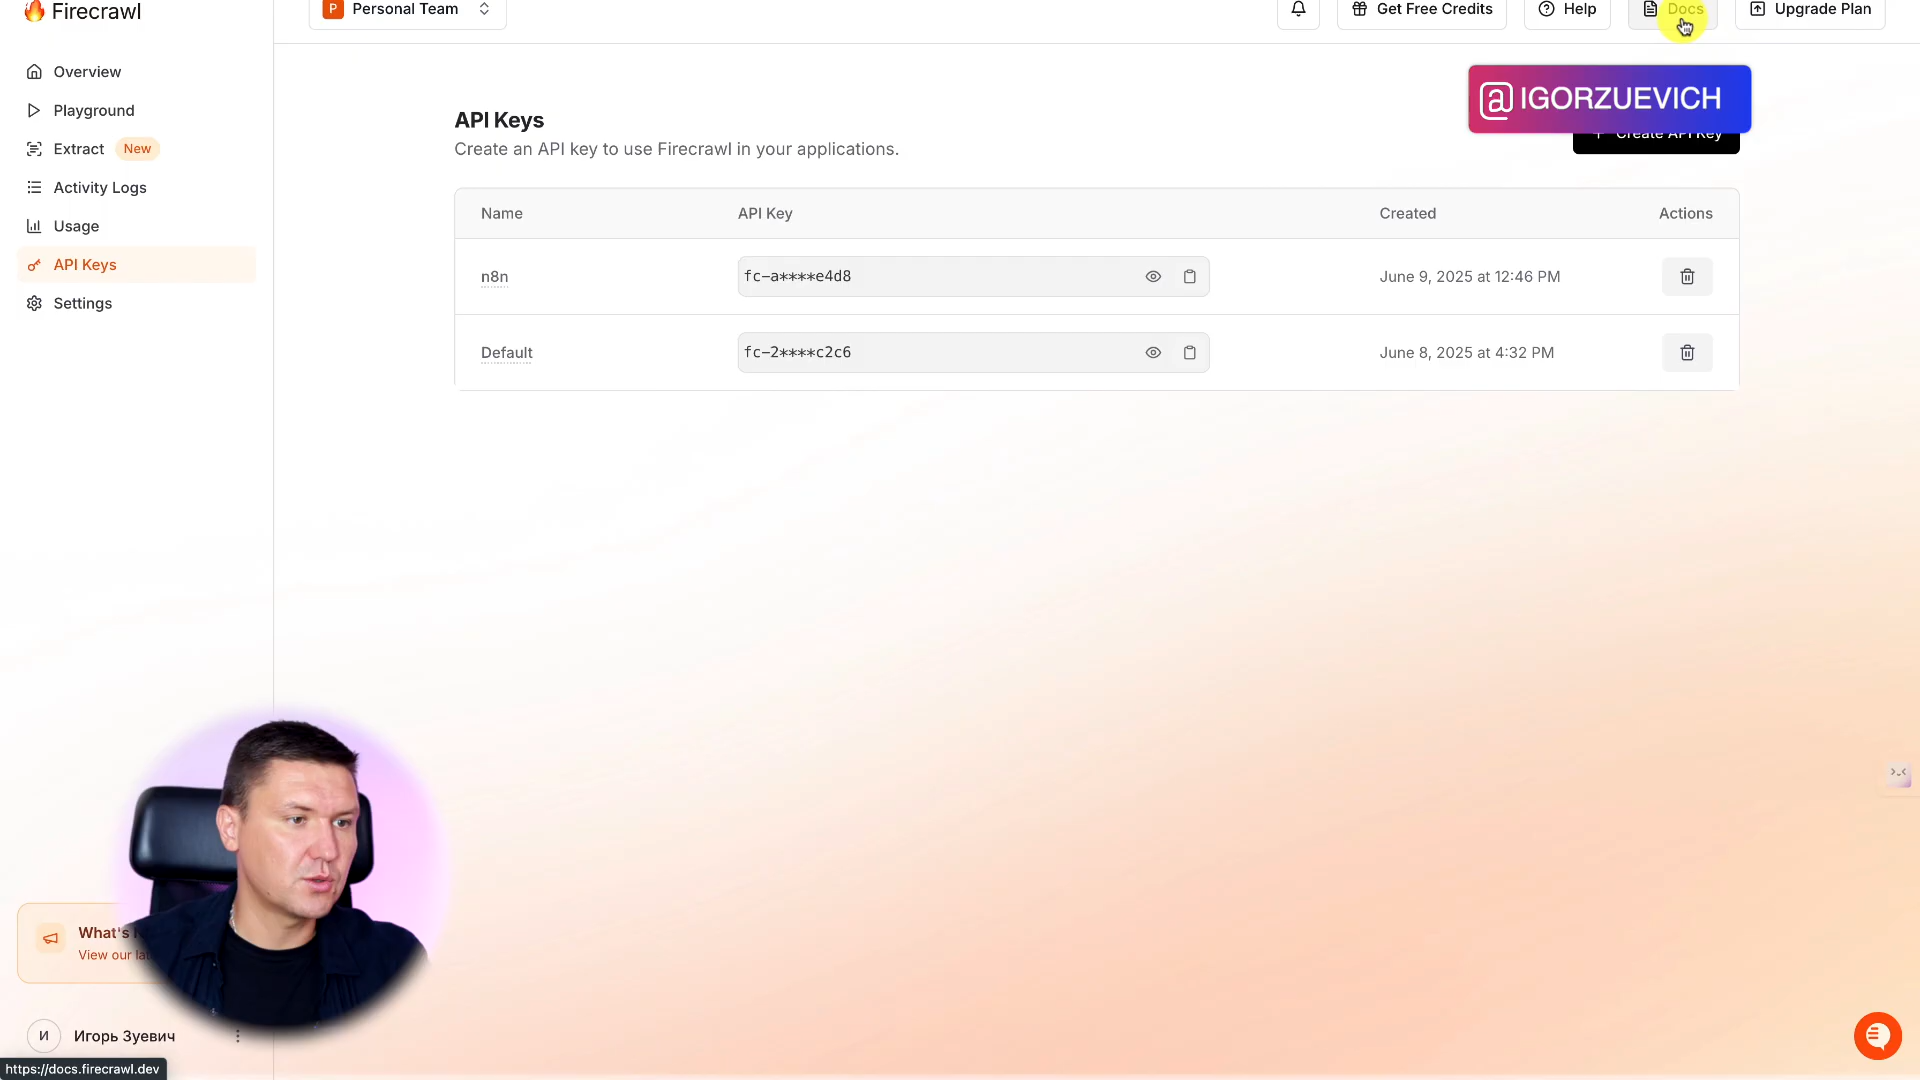 Firecrawl
P Personal Team
Get Free Credits
Help
Docs
Upgrade Plan
Overview
Playground
Extract New
Activity Logs
Usage
API Keys
Settings
@IGORZUEVICH
API Keys
Create an API key to use Firecrawl in your applications.
+ Create API Key
Name API Key Created Actions
n8n fc-a****e4d8 June 9, 2025 at 12:46 PM
Default fc-2****c2c6 June 8, 2025 at 4:32 PM
What's
View our
И Игорь Зуевич
https://docs.firecrawl.dev